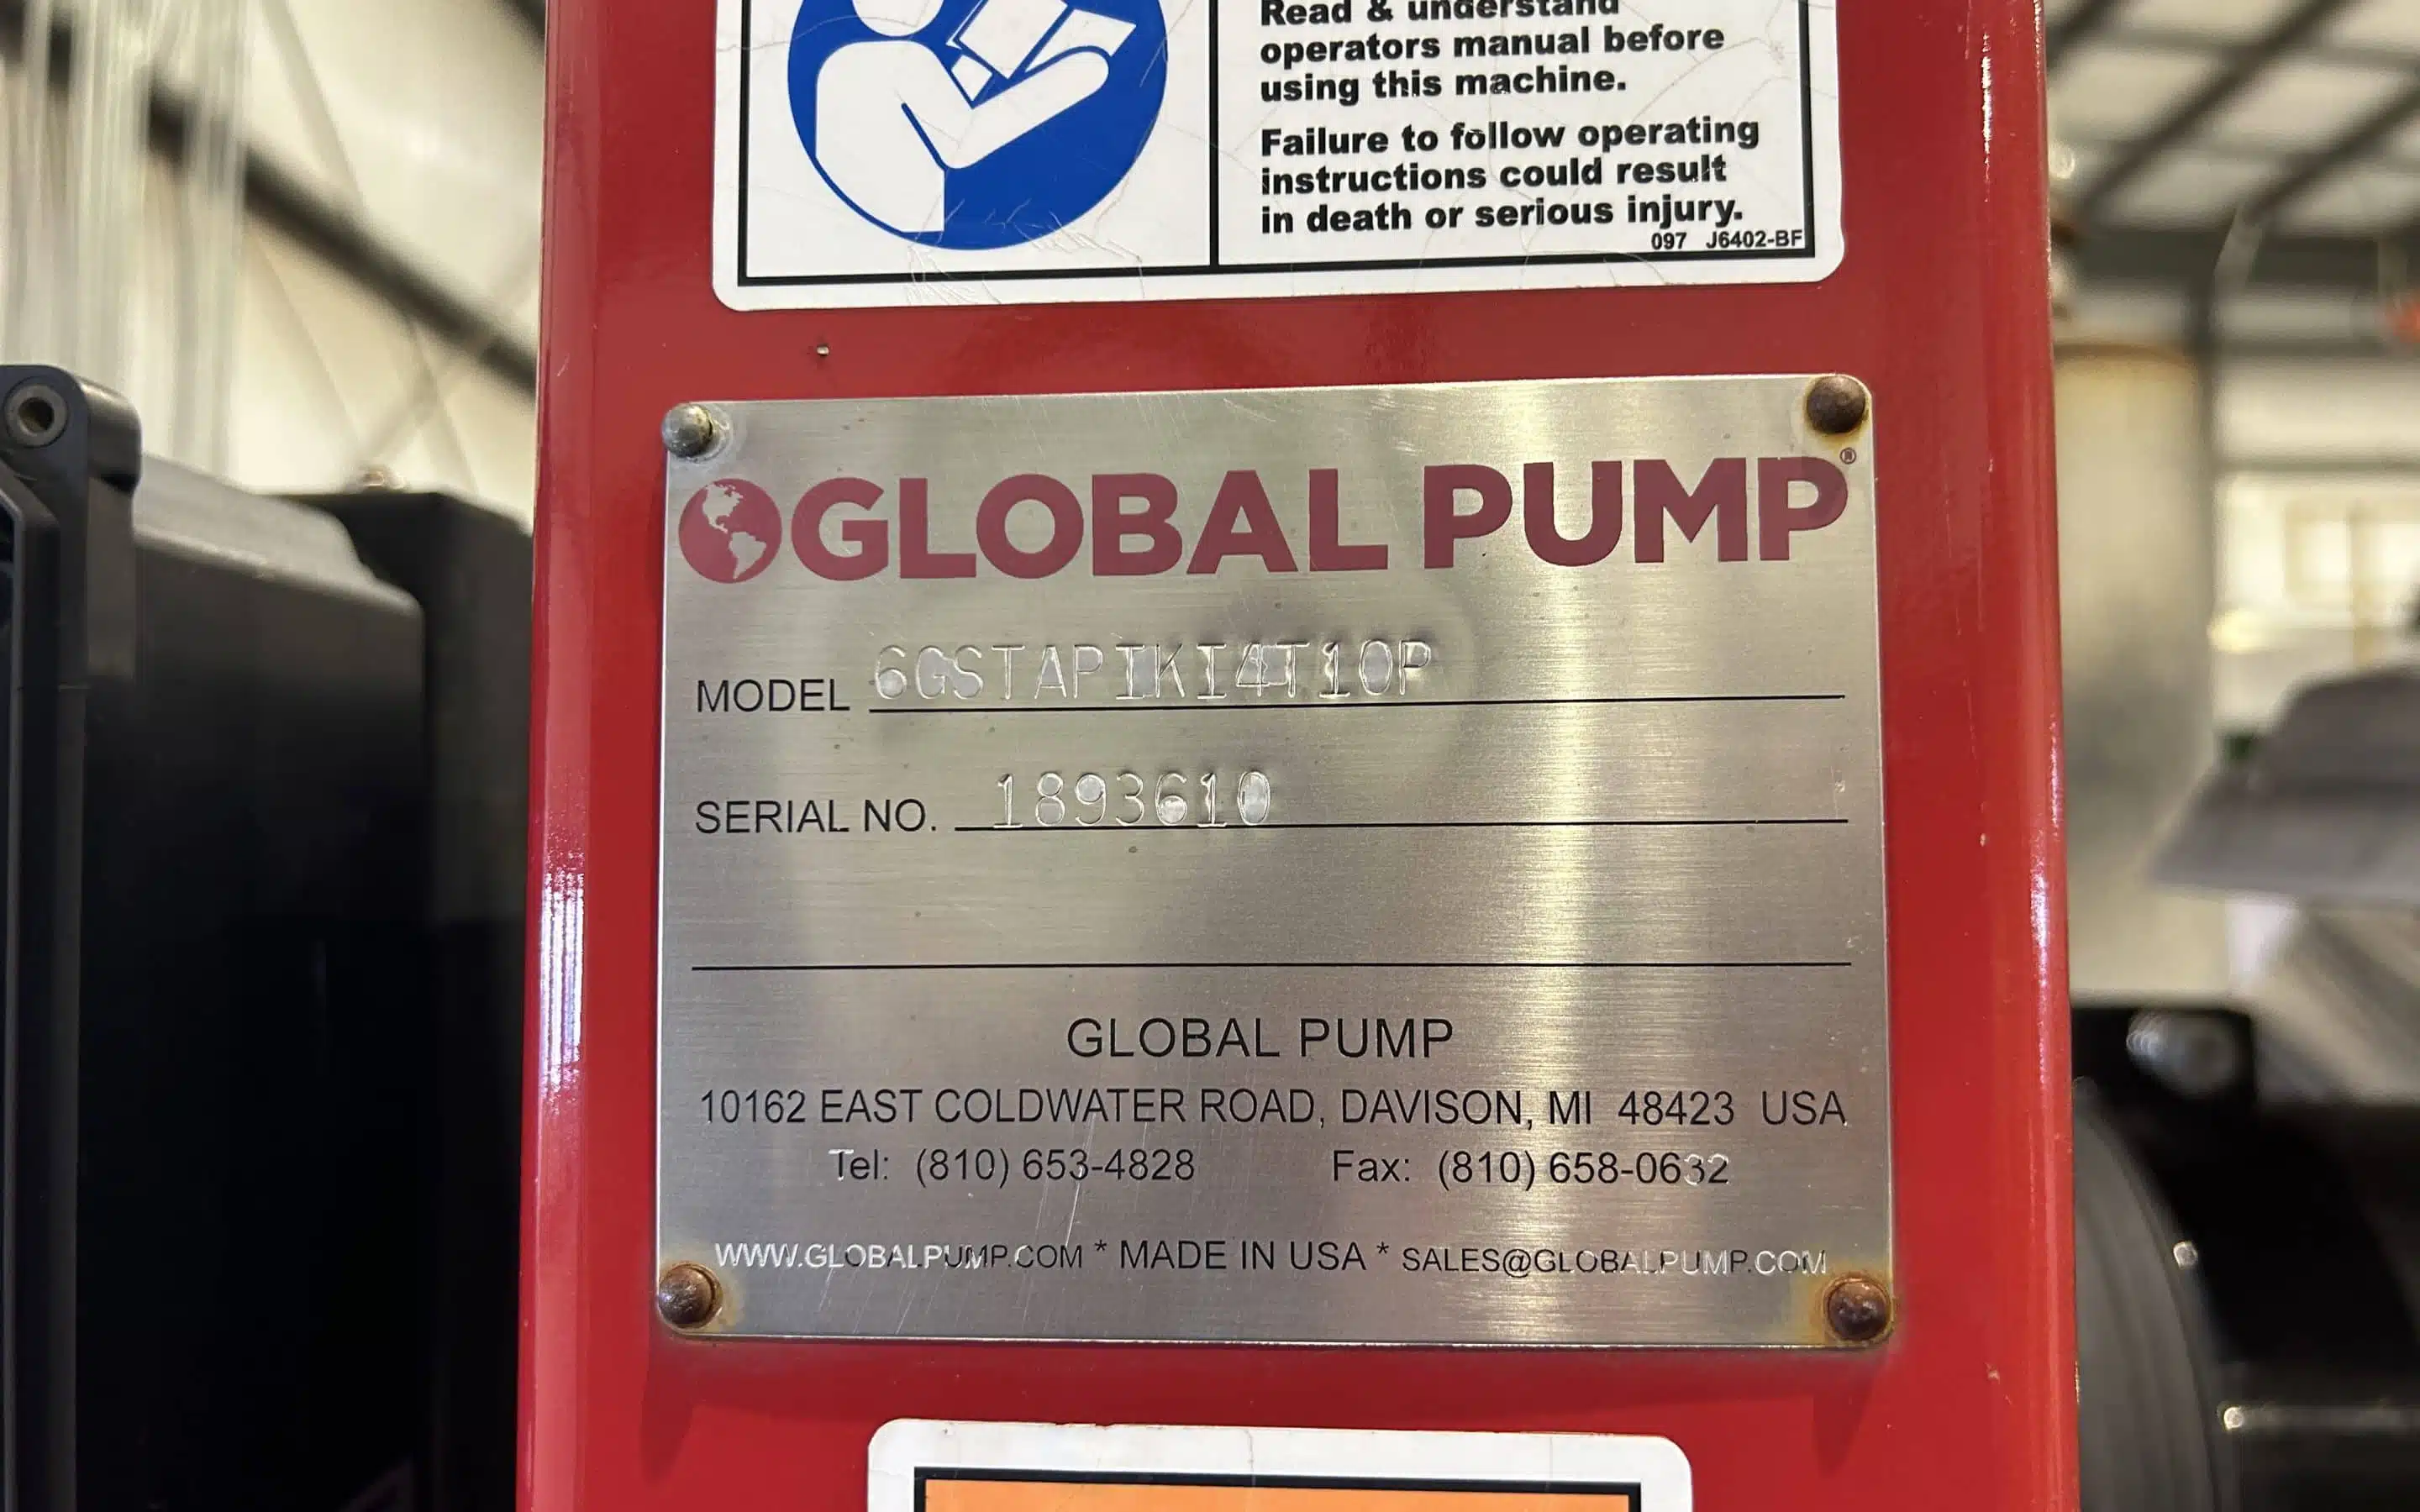 Read & understand
operators manual before
using this machine.
Failure to follow operating
instructions could result
in death or serious injury.
097 J6402-BF
GLOBAL PUMP®
MODEL 6GSTAPIKI4T10P
SERIAL NO. 1893610
GLOBAL PUMP
10162 EAST COLDWATER ROAD, DAVISON, MI 48423 USA
Tel: (810) 653-4828 Fax: (810) 658-0632
WWW.GLOBALPUMP.COM * MADE IN USA * SALES@GLOBALPUMP.COM